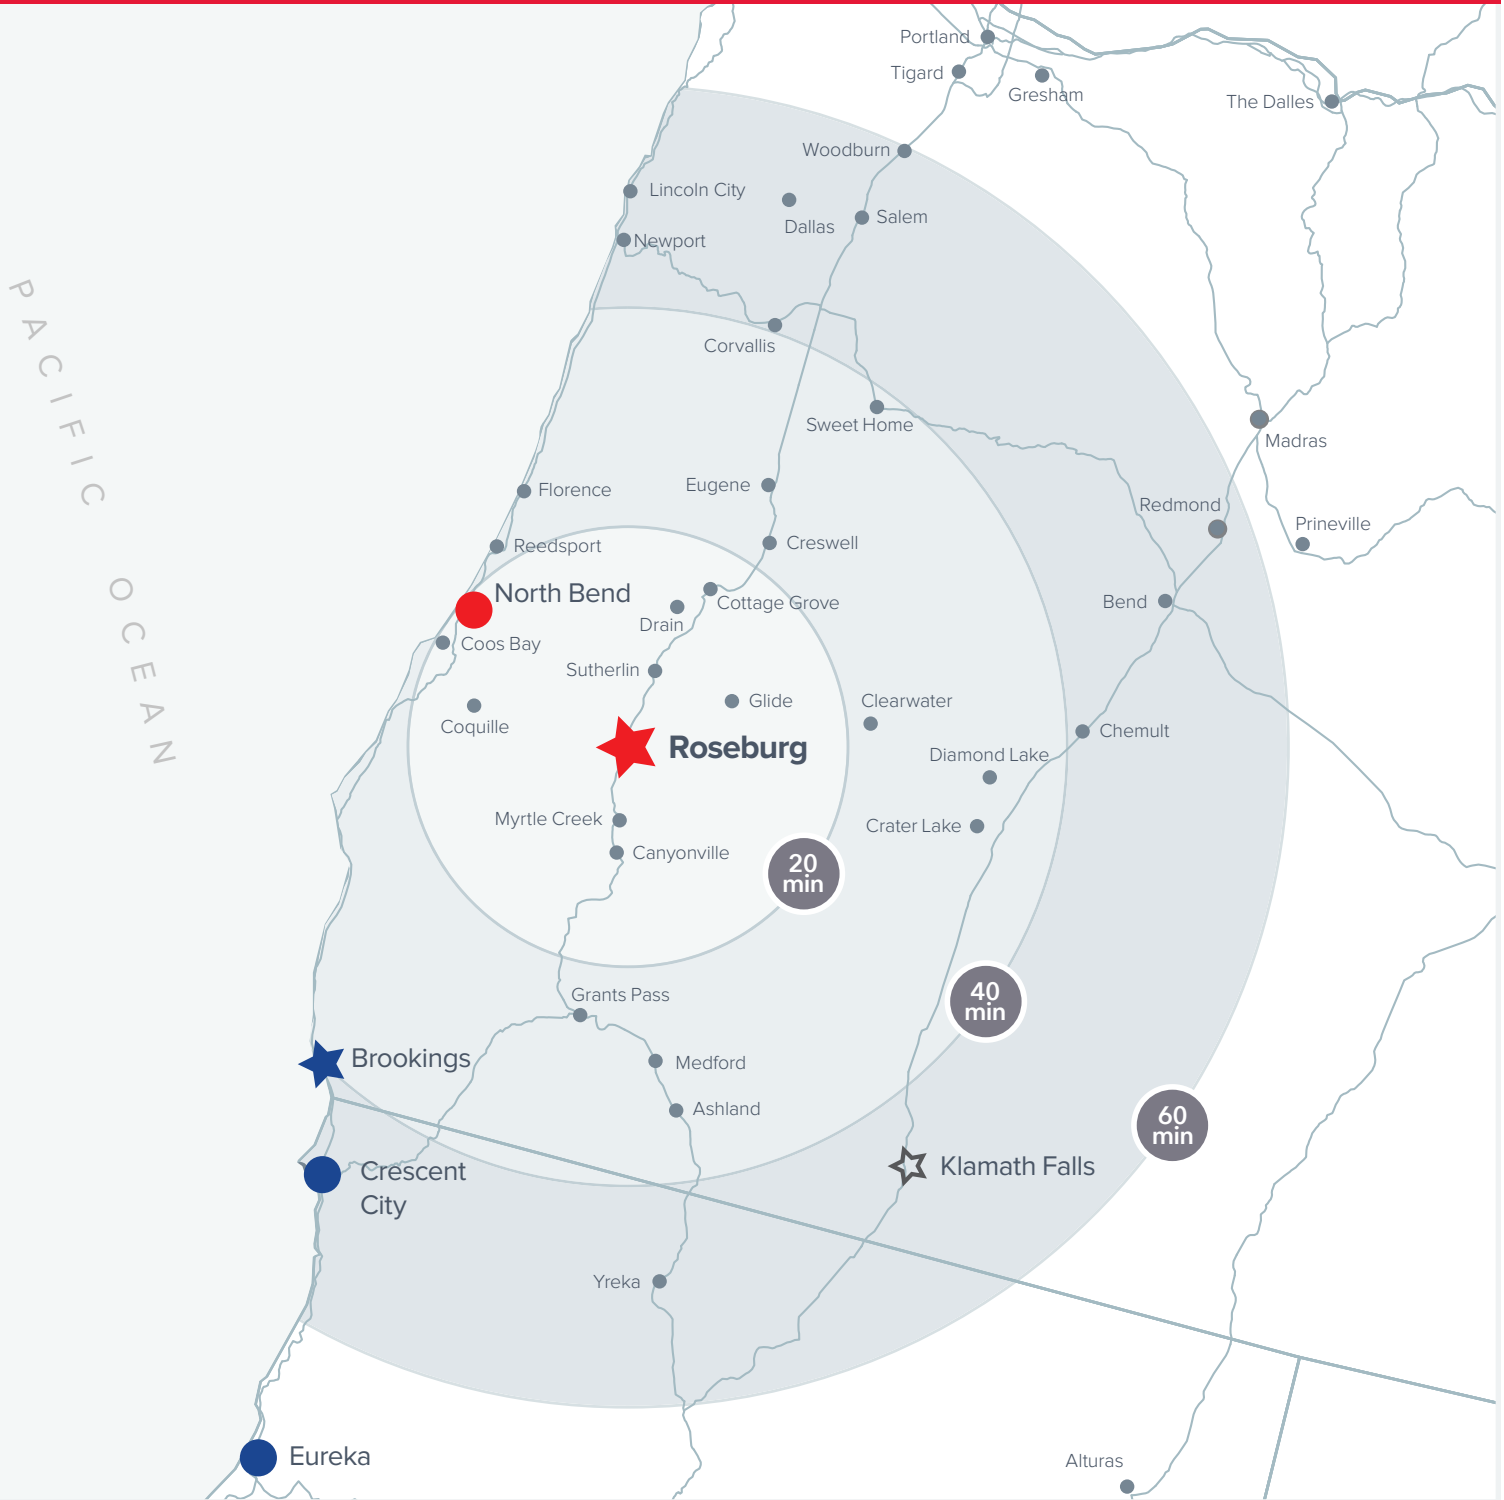 Portland
Tigard
Gresham
The Dalles
Woodburn
Lincoln City
Dallas
Salem
Newport
PACIFIC OCEAN
Corvallis
Sweet Home
Madras
Florence
Eugene
Redmond
Prineville
Reedsport
Creswell
North Bend
Cottage Grove
Bend
Drain
Coos Bay
Sutherlin
Glide
Clearwater
Coquille
Roseburg
Chemult
Diamond Lake
Myrtle Creek
Crater Lake
Canyonville
20
min
Grants Pass
40
min
Brookings
Medford
Ashland
60
min
Crescent
City
Klamath Falls
Yreka
Eureka
Alturas